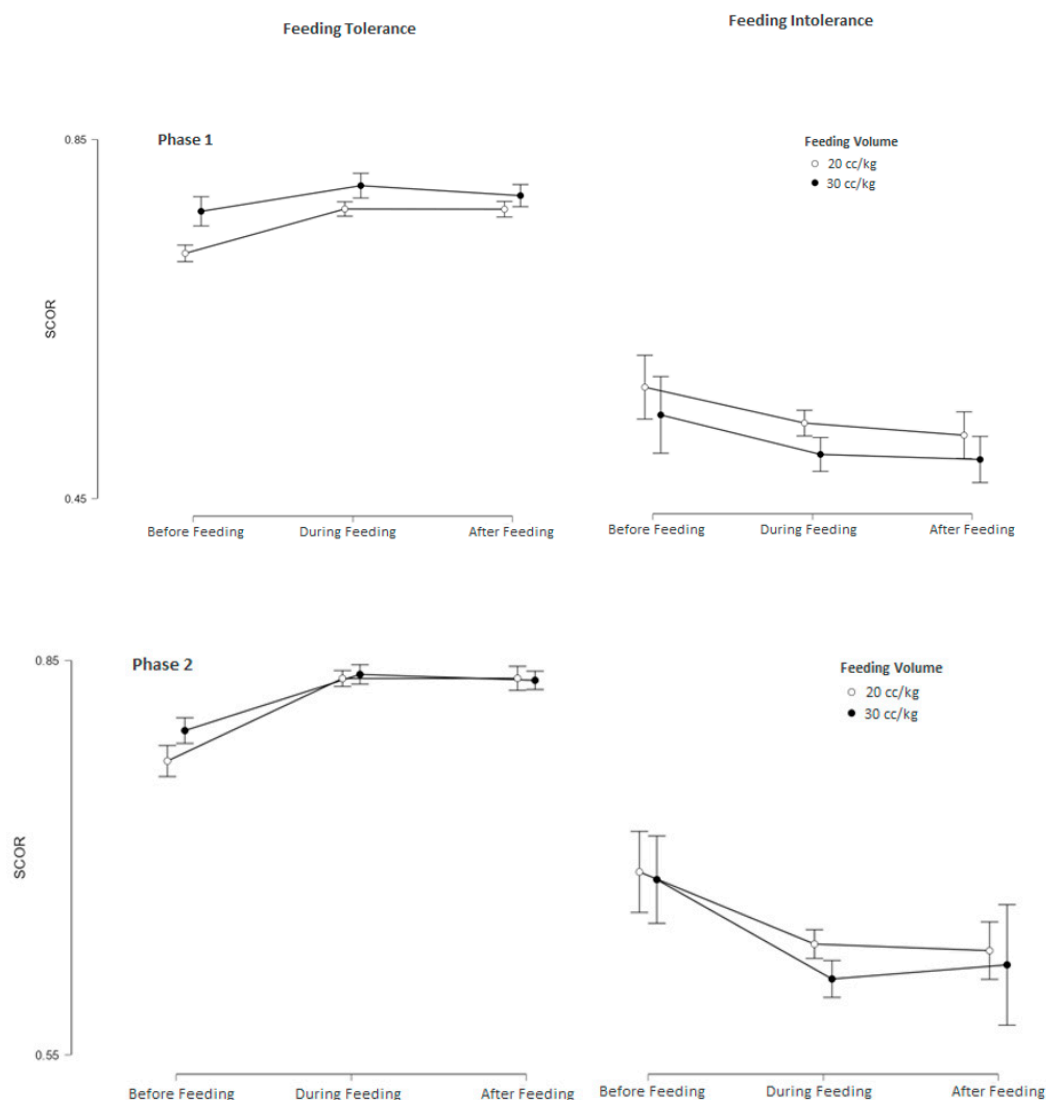 Feeding Tolerance
Feeding Intolerance
0.85
Phase 1
Feeding Volume
20 cc/kg
30 cc/kg
SCOR
0.45
Before Feeding
During Feeding
After Feeding
Before Feeding
During Feeding
After Feeding
0.85
Phase 2
Feeding Volume
20 cc/kg
30 cc/kg
SCOR
0.55
Before Feeding
During Feeding
After Feeding
Before Feeding
During Feeding
After Feeding